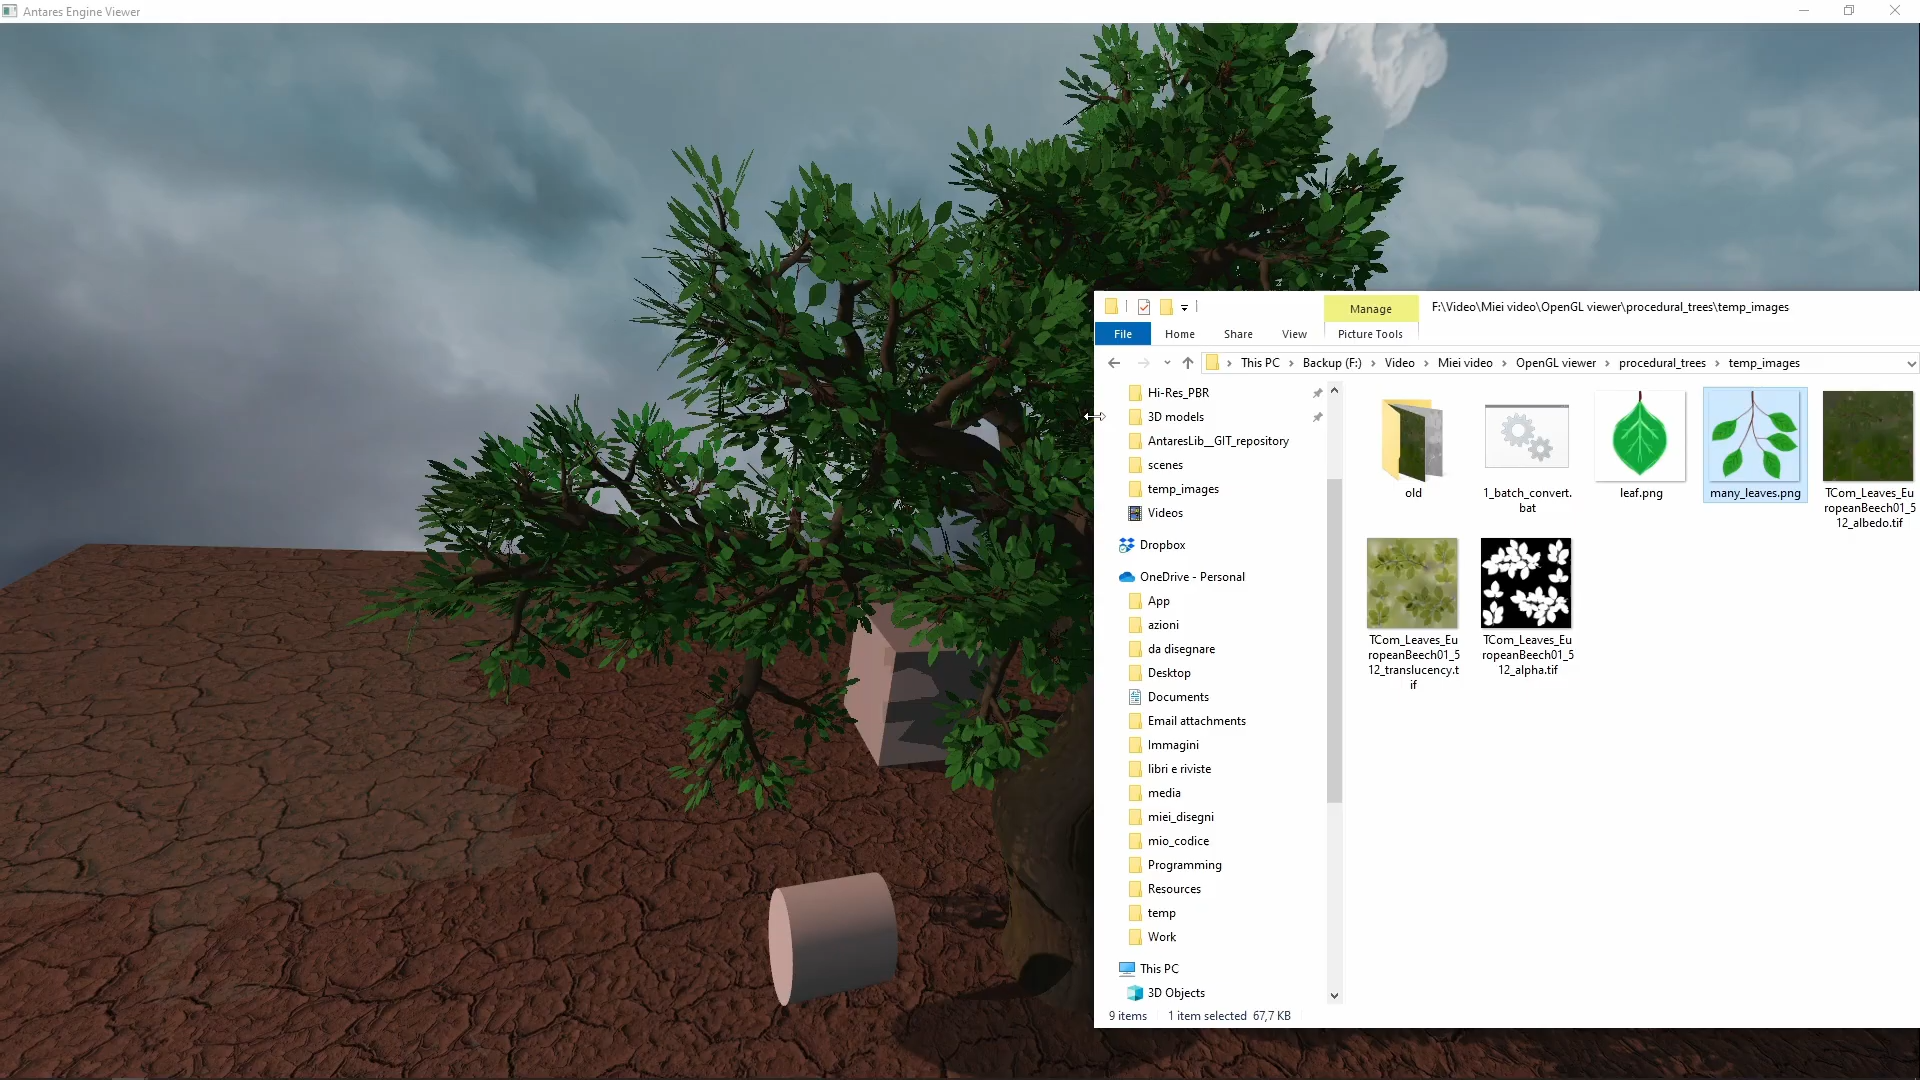 Antares Engine Viewer
Manage
F:\Video\Miei video\OpenGL viewer\procedural_trees\temp_images
File
Home
Share
View
Picture Tools
This PC
Backup (F:)
Video
Miei video
OpenGL viewer
procedural_trees
temp_images
Hi-Res_PBR
3D models
AntaresLib__GIT_repository
scenes
temp_images
Videos
Dropbox
OneDrive - Personal
App
azioni
da disegnare
Desktop
Documents
Email attachments
Immagini
libri e riviste
media
miei_disegni
mio_codice
Programming
Resources
temp
Work
This PC
3D Objects
old
1_batch_convert.
bat
leaf.png
many_leaves.png
TCom_Leaves_Eu
ropeanBeech01_5
12_albedo.tif
TCom_Leaves_Eu
ropeanBeech01_5
12_translucency.t
if
TCom_Leaves_Eu
ropeanBeech01_5
12_alpha.tif
9 items
1 item selected 67,7 KB